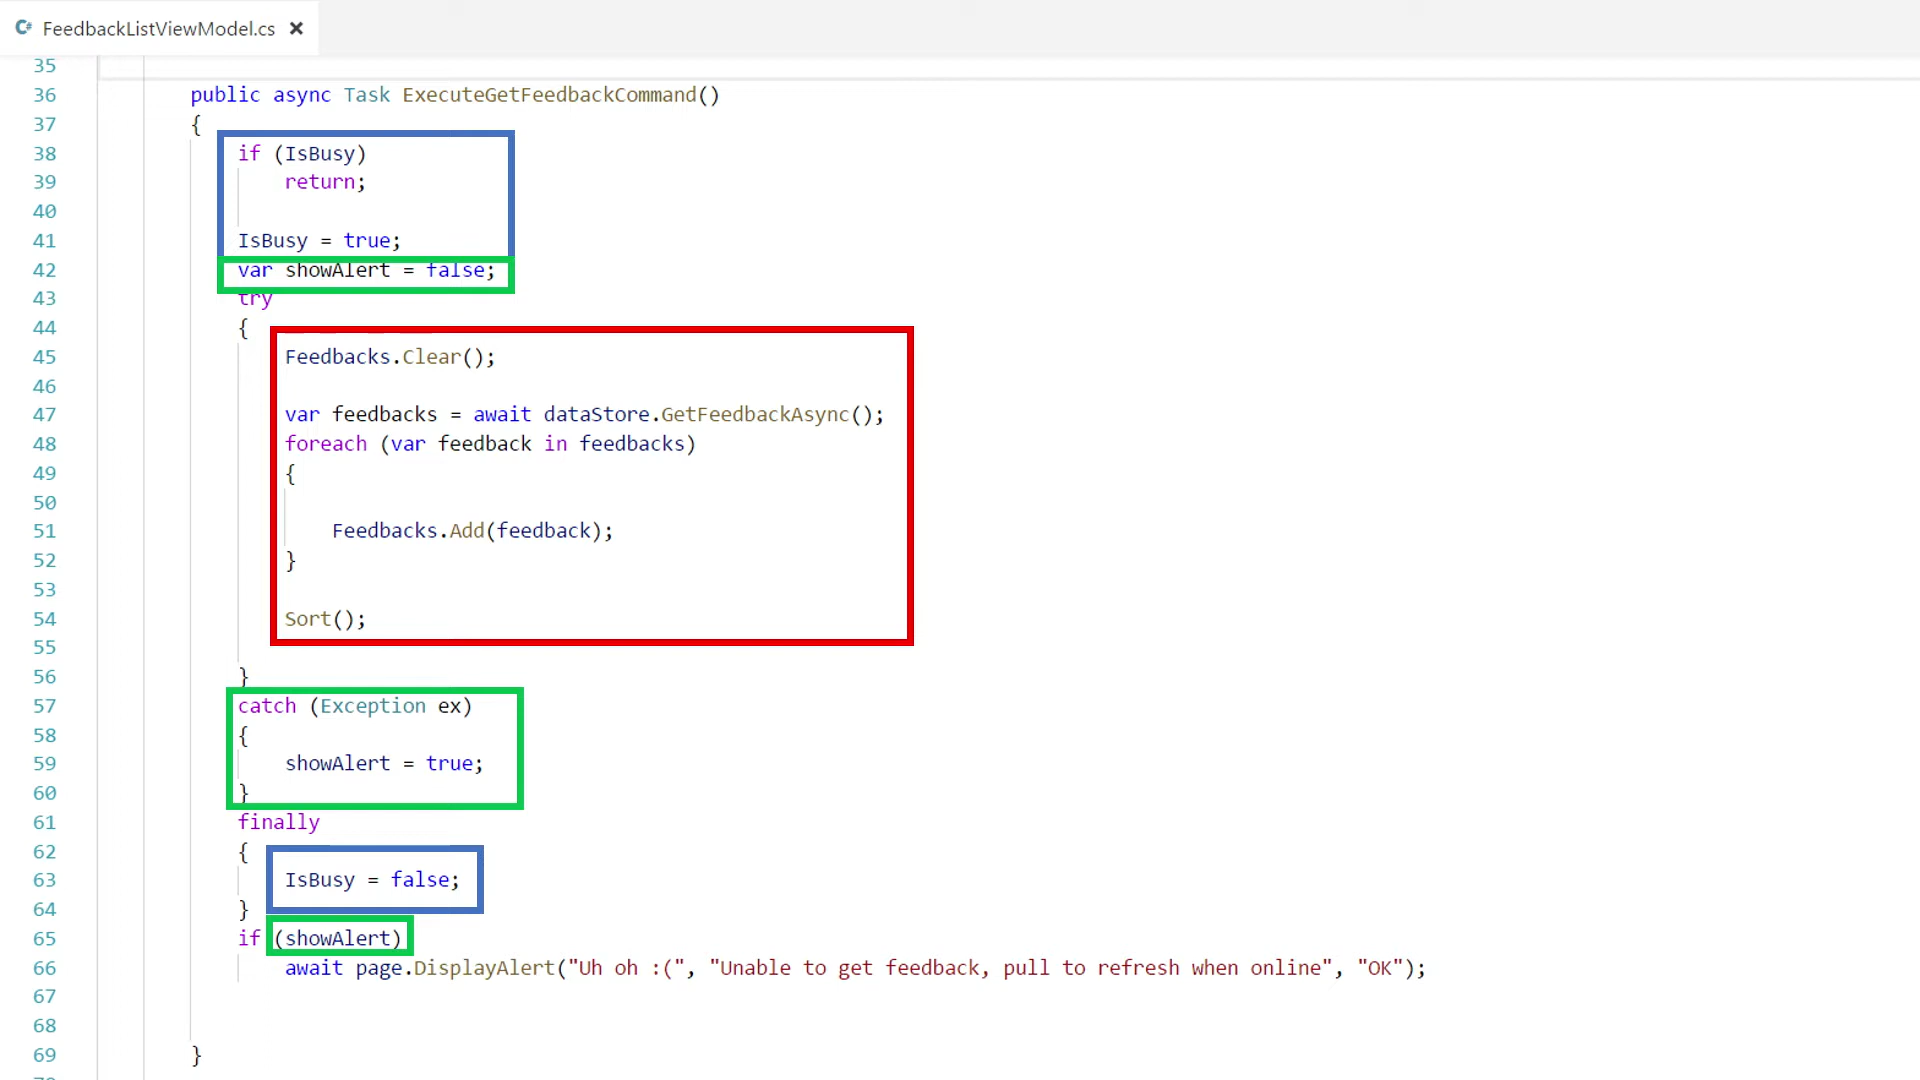 C# FeedbackListViewModel.cs ×
35
36 public async Task ExecuteGetFeedbackCommand()
37 {
38 if (IsBusy)
39 return;
40
41 IsBusy = true;
42 var showAlert = false;
43 try
44 {
45 Feedbacks.Clear();
46
47 var feedbacks = await dataStore.GetFeedbackAsync();
48 foreach (var feedback in feedbacks)
49 {
50
51 Feedbacks.Add(feedback);
52 }
53
54 Sort();
55
56 }
57 catch (Exception ex)
58 {
59 showAlert = true;
60 }
61 finally
62 {
63 IsBusy = false;
64 }
65 if (showAlert)
66 await page.DisplayAlert("Uh oh :(", "Unable to get feedback, pull to refresh when online", "OK");
67
68
69 }